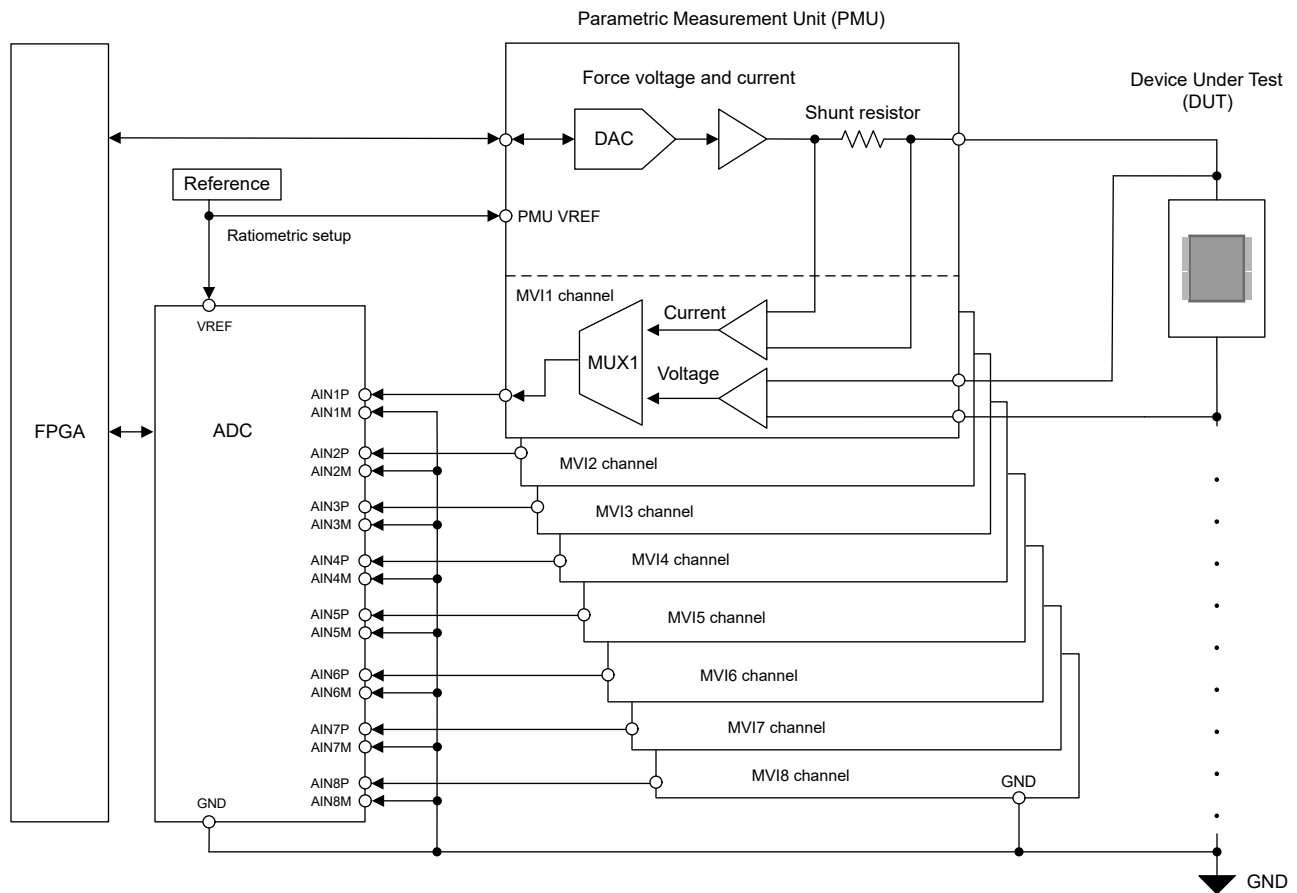 Parametric Measurement Unit (PMU)
Force voltage and current
Device Under Test
(DUT)
Shunt resistor
DAC
Reference
PMU VREF
Ratiometric setup
MVI1 channel
Current
VREF
MUX1
Voltage
AIN1P
AIN1M
FPGA
ADC
AIN2P
MVI2 channel
AIN2M
AIN3P
MVI3 channel
AIN3M
AIN4P
MVI4 channel
AIN4M
AIN5P
MVI5 channel
AIN5M
AIN6P
MVI6 channel
AIN6M
AIN7P
MVI7 channel
AIN7M
AIN8P
MVI8 channel
AIN8M
GND
GND
GND